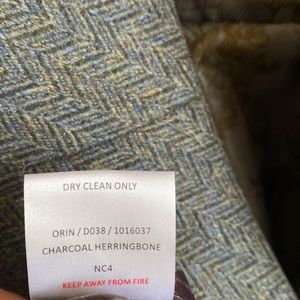 DRY CLEAN ONLY
ORIN / D038 / 1016037
CHARCOAL HERRINGBONE
NC4
KEEP AWAY FROM FIRE